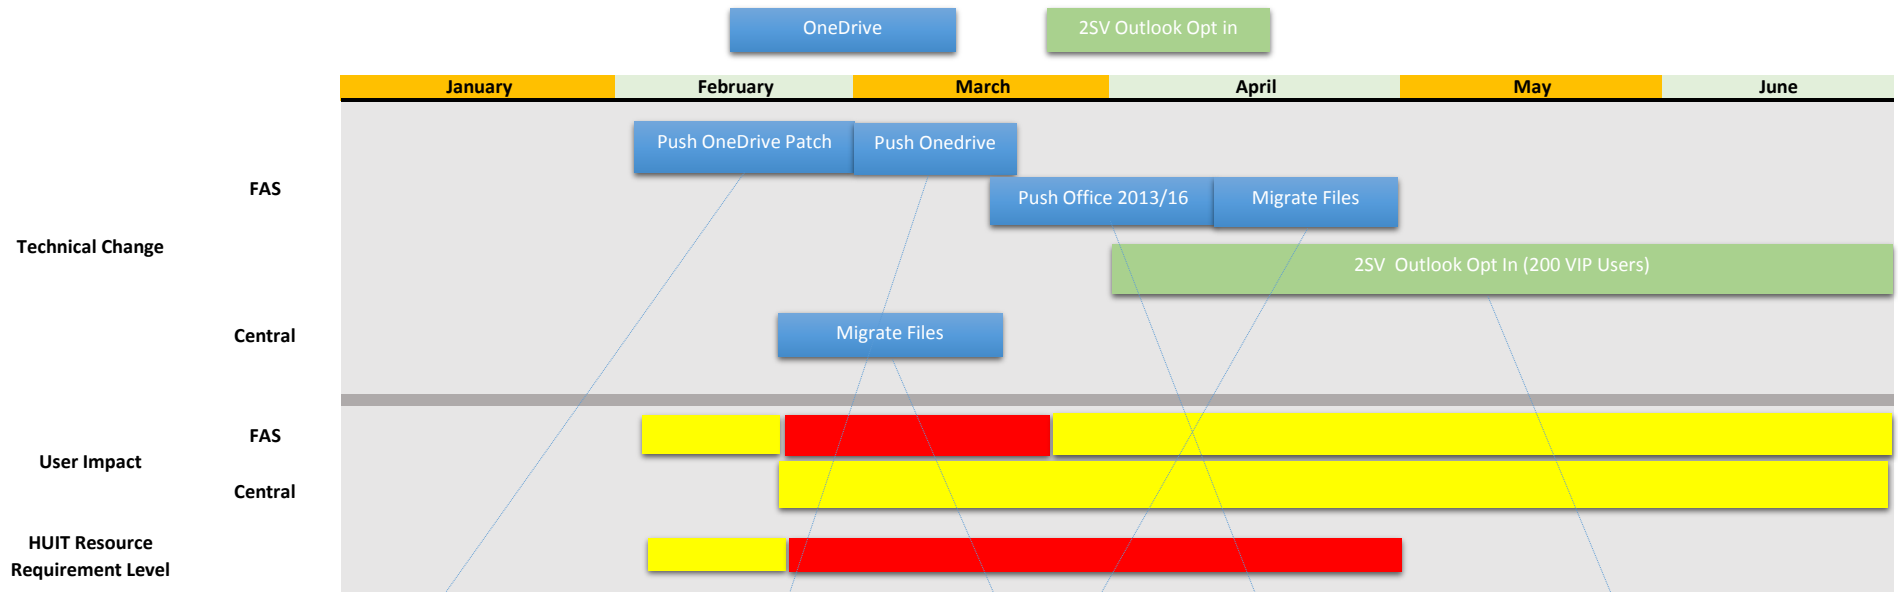 OneDrive
2SV Outlook Opt in
January
February
March
April
May
June
Push OneDrive Patch
Push Onedrive
FAS
Push Office 2013/16
Migrate Files
Technical Change
2SV Outlook Opt In (200 VIP Users)
Central
Migrate Files
FAS
User Impact
Central
HUIT Resource
Requirement Level